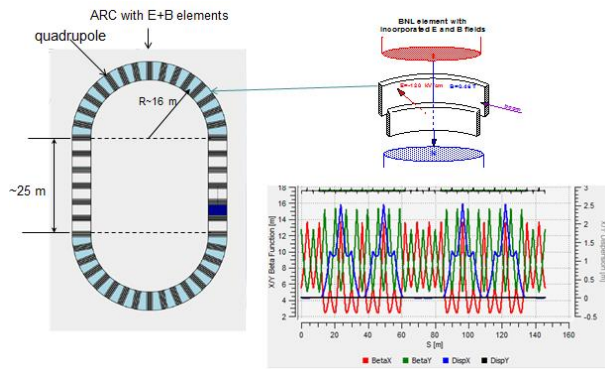 ARC with E+B elements
quadrupole
R~16 m
~25 m
BNL element with
incorporated E and B fields
beam
18
16
14
12
10
8
6
4
2
X/Y Beta Function [m]
3
2.5
2
1.5
1
0.5
0
0 20 40 60 80 100 120 140 160
S [m]
BetaX BetaY DispX DispY